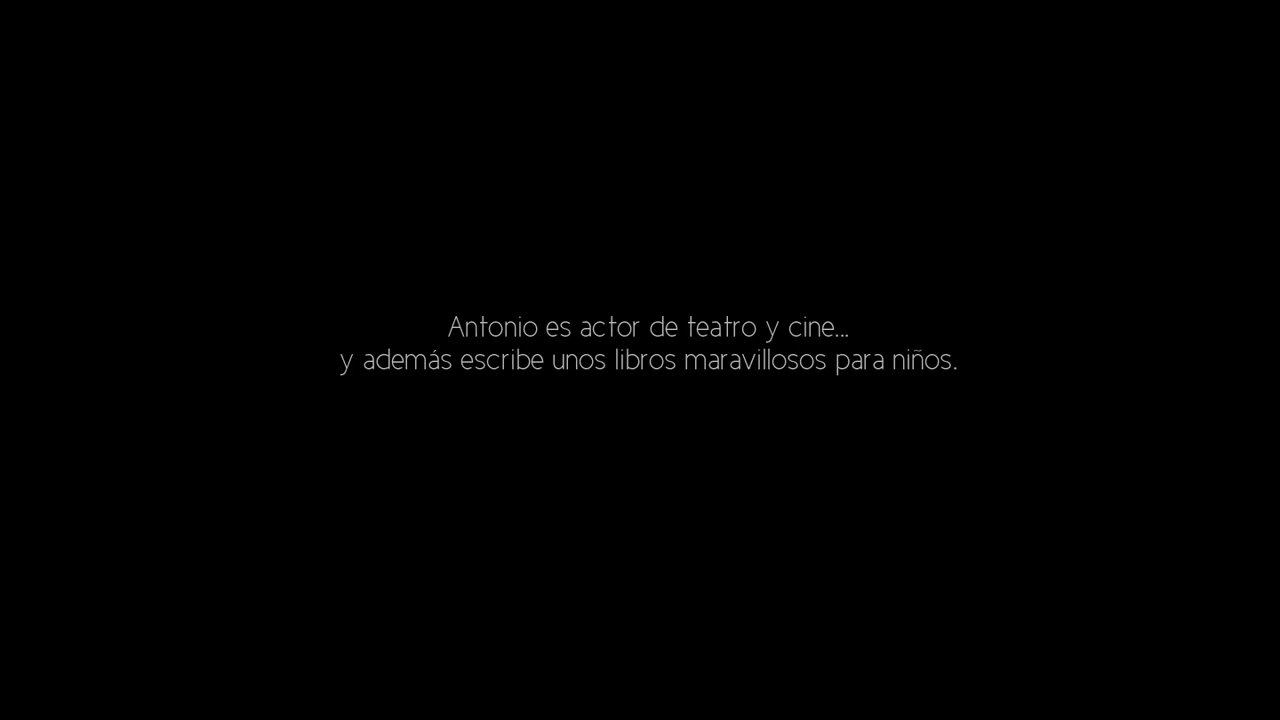 Antonio es actor de teatro y cine...
y además escribe unos libros maravillosos para niños.